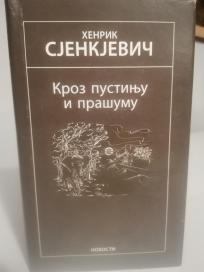 ХЕНРИК
СЈЕНКЈЕВИЧ
Кроз пустињу
и прашуму
НОВОСТИ